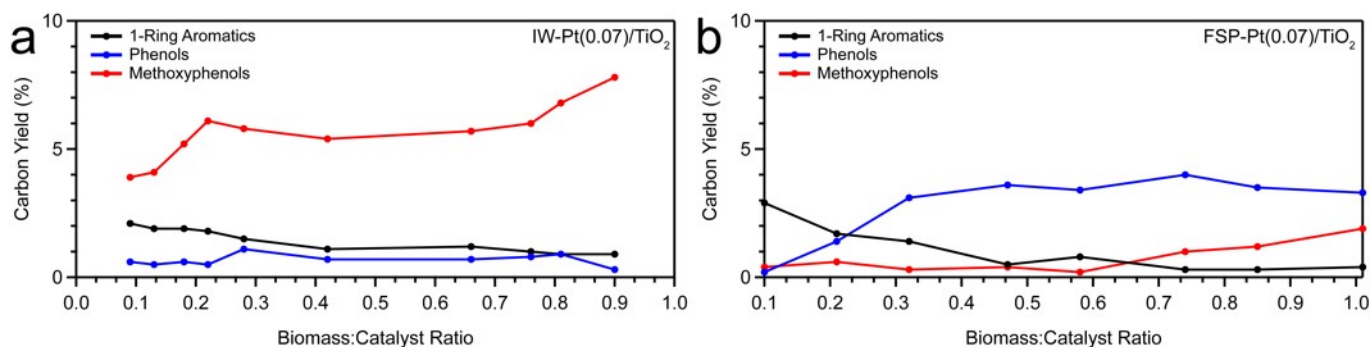 a
IW-Pt(0.07)/TiO₂
1-Ring Aromatics
Phenols
Methoxyphenols
Carbon Yield (%)
10
5
0
0.0 0.1 0.2 0.3 0.4 0.5 0.6 0.7 0.8 0.9 1.0
Biomass:Catalyst Ratio
b
FSP-Pt(0.07)/TiO₂
1-Ring Aromatics
Phenols
Methoxyphenols
Carbon Yield (%)
10
5
0
0.1 0.2 0.3 0.4 0.5 0.6 0.7 0.8 0.9 1.0
Biomass:Catalyst Ratio